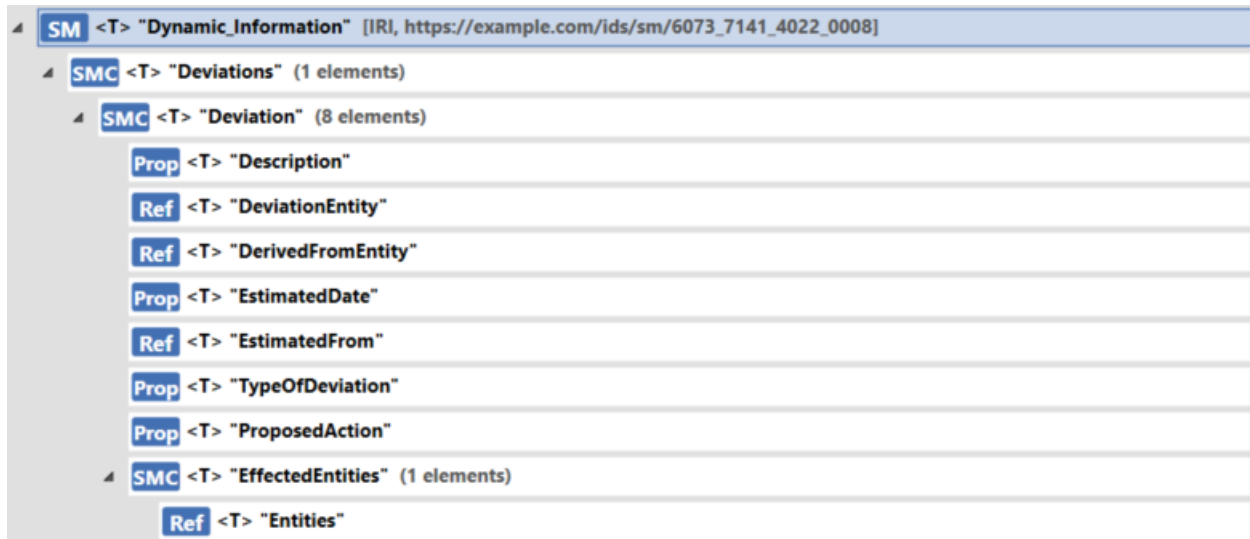 SM <T> "Dynamic_Information" [IRI, https://example.com/ids/sm/6073_7141_4022_0008]
SMC <T> "Deviations" (1 elements)
SMC <T> "Deviation" (8 elements)
Prop <T> "Description"
Ref <T> "DeviationEntity"
Ref <T> "DerivedFromEntity"
Prop <T> "EstimatedDate"
Ref <T> "EstimatedFrom"
Prop <T> "TypeOfDeviation"
Prop <T> "ProposedAction"
SMC <T> "EffectedEntities" (1 elements)
Ref <T> "Entities"